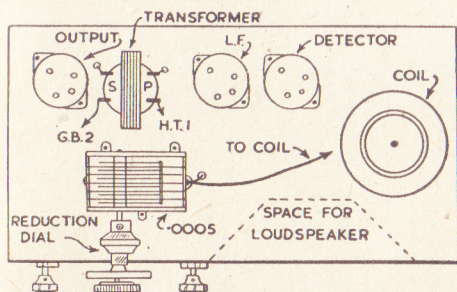 TRANSFORMER
OUTPUT
L.F.
DETECTOR
COIL
S P
G.B.2
H.T.1
TO COIL
REDUCTION
DIAL
·0005
SPACE FOR
LOUDSPEAKER